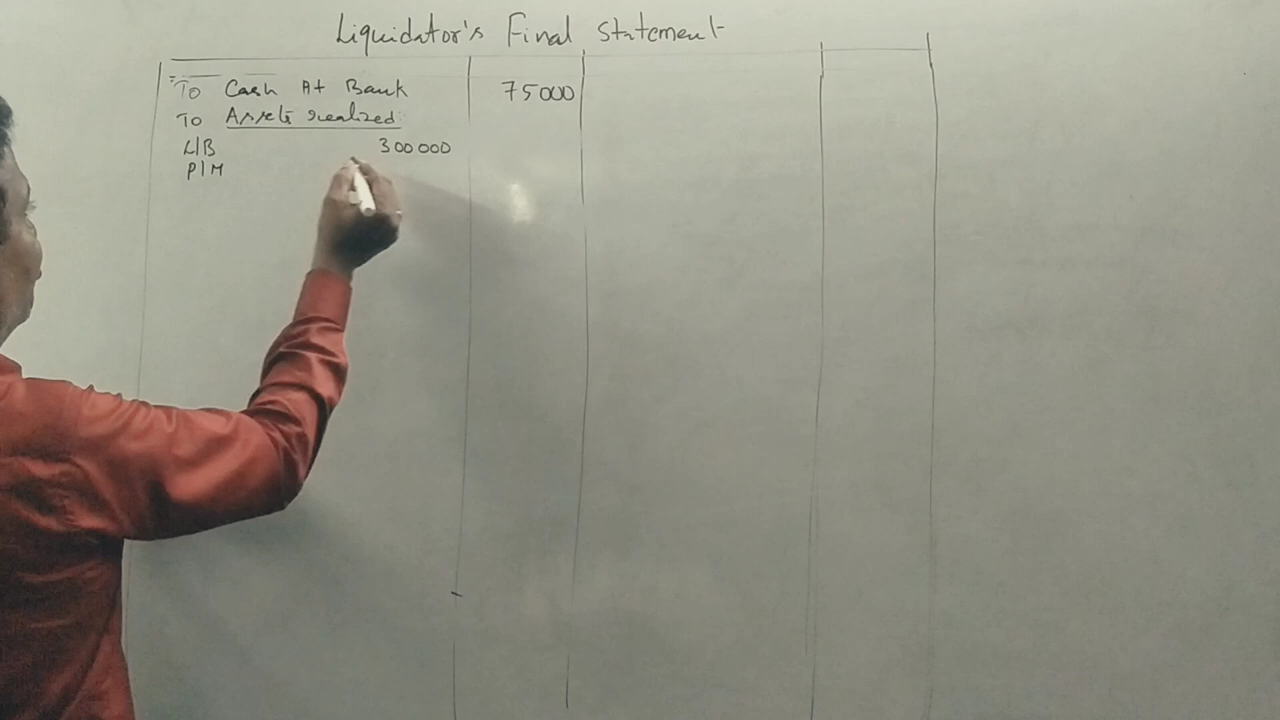 Liquidator's Final Statement
To Cash At Bank 75000
To Assets realized:
L/B 300000
P/M